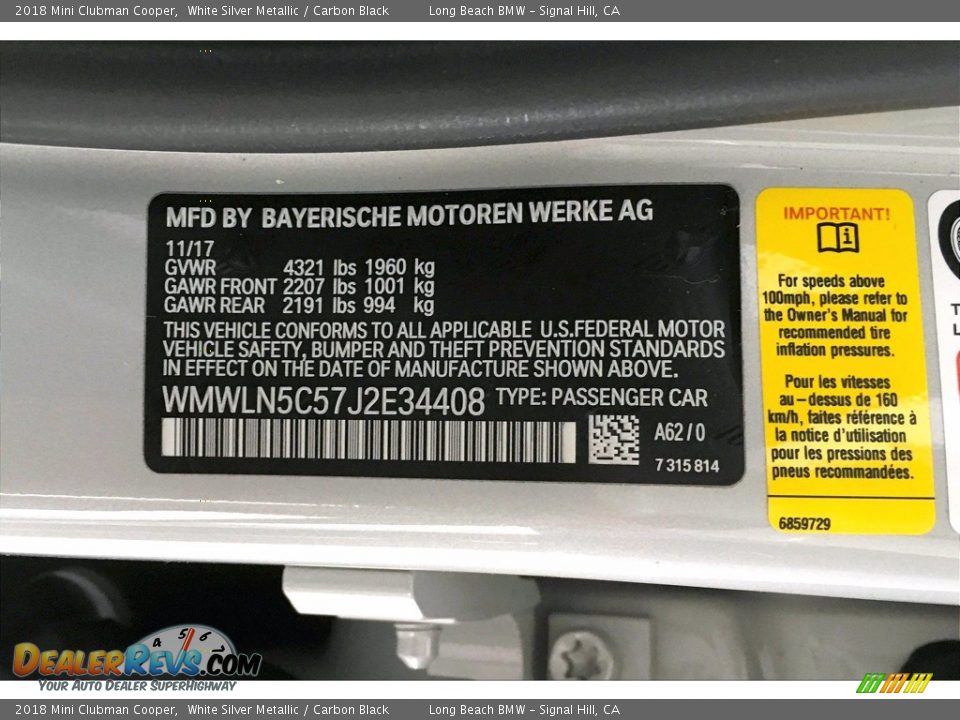 2018 Mini Clubman Cooper, White Silver Metallic / Carbon Black Long Beach BMW - Signal Hill, CA
MFD BY BAYERISCHE MOTOREN WERKE AG
11/17
GVWR 4321 lbs 1960 kg
GAWR FRONT 2207 lbs 1001 kg
GAWR REAR 2191 lbs 994 kg
THIS VEHICLE CONFORMS TO ALL APPLICABLE U.S.FEDERAL MOTOR
VEHICLE SAFETY, BUMPER AND THEFT PREVENTION STANDARDS
IN EFFECT ON THE DATE OF MANUFACTURE SHOWN ABOVE.
WMWLN5C57J2E34408 TYPE: PASSENGER CAR
A62/0
7 315 814
IMPORTANT!
For speeds above
100mph, please refer to
the Owner's Manual for
recommended tire
inflation pressures.
Pour les vitesses
au-dessus de 160
km/h, faites référence à
la notice d'utilisation
pour les pressions des
pneus recommandées.
6859729
4 5 6
DEALERREVS.COM
YOUR AUTO DEALER SUPERHIGHWAY
2018 Mini Clubman Cooper, White Silver Metallic / Carbon Black Long Beach BMW - Signal Hill, CA